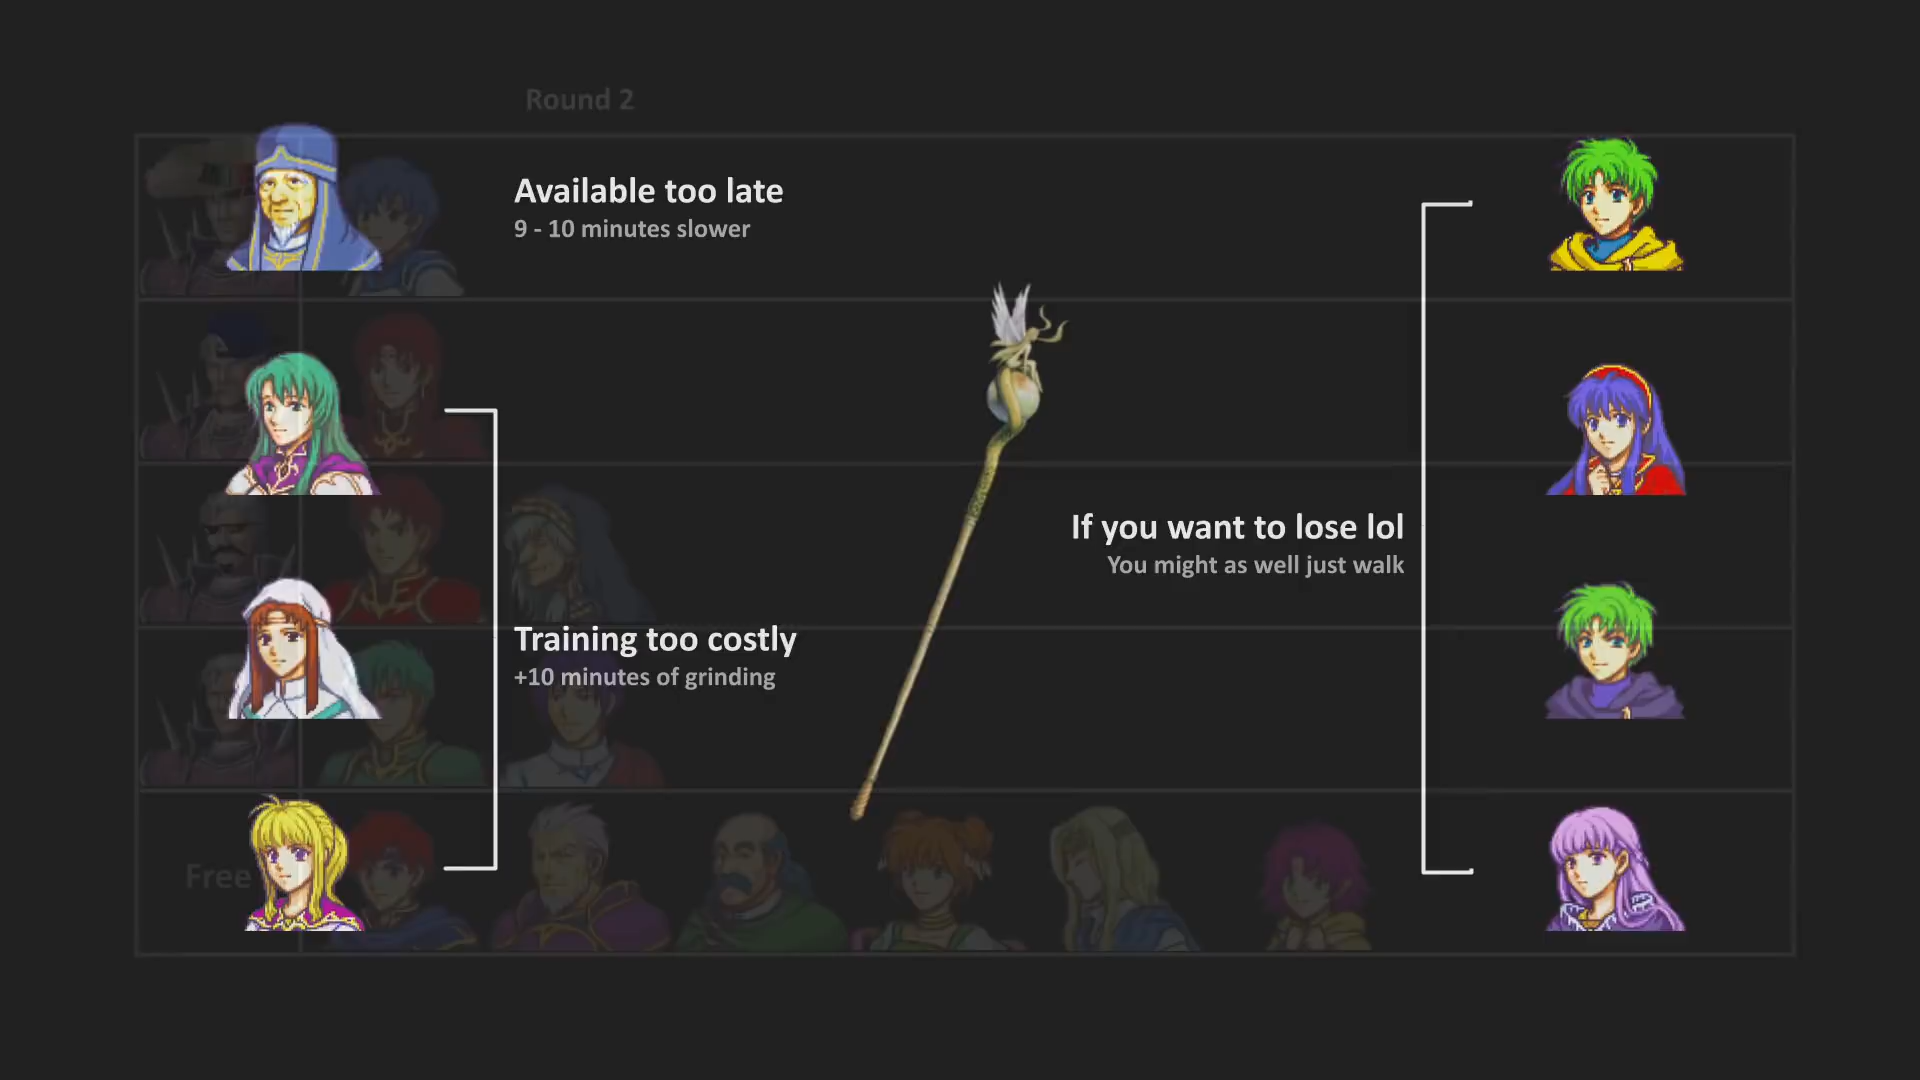 Round 2
Available too late
9 - 10 minutes slower
If you want to lose lol
You might as well just walk
Training too costly
+10 minutes of grinding
Free